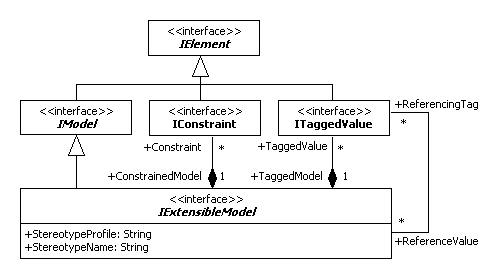 <<interface>>
IElement
<<interface>>
IModel
<<interface>>
IConstraint
<<interface>>
ITaggedValue
+ReferencingTag
*
+Constraint
*
+TaggedValue
*
+ConstrainedModel
1
+TaggedModel
1
<<interface>>
IExtensibleModel
*
+StereotypeProfile: String
+StereotypeName: String
+ReferenceValue